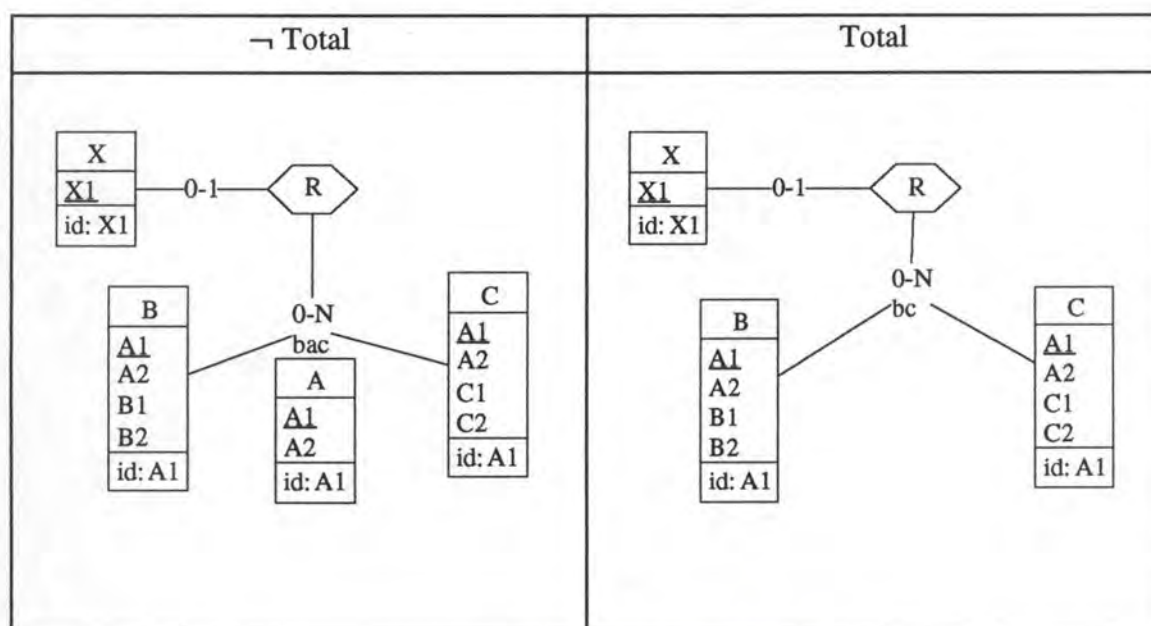 ¬ Total
Total
X
X1
id: X1
0-1
R
0-N
bac
B
A1
A2
B1
B2
id: A1
A
A1
A2
id: A1
C
A1
A2
C1
C2
id: A1
X
X1
id: X1
0-1
R
0-N
bc
B
A1
A2
B1
B2
id: A1
C
A1
A2
C1
C2
id: A1